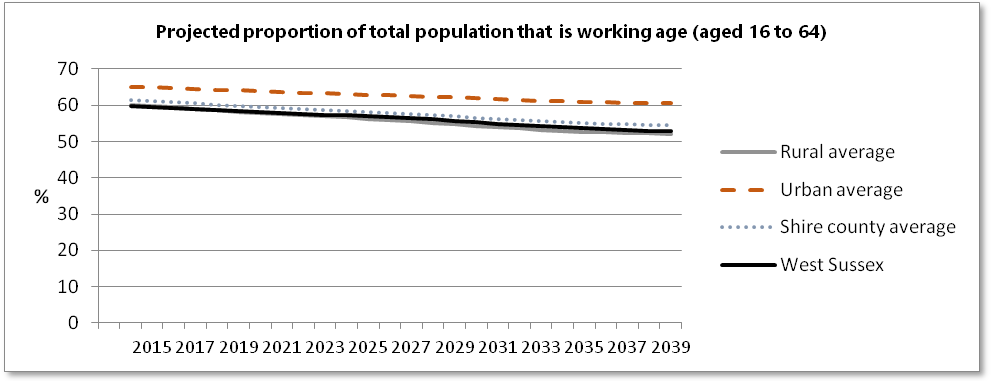 Projected proportion of total population that is working age (aged 16 to 64)
70
60
50
40
%
30
20
10
0
2015 2017 2019 2021 2023 2025 2027 2029 2031 2033 2035 2037 2039
Rural average
Urban average
Shire county average
West Sussex